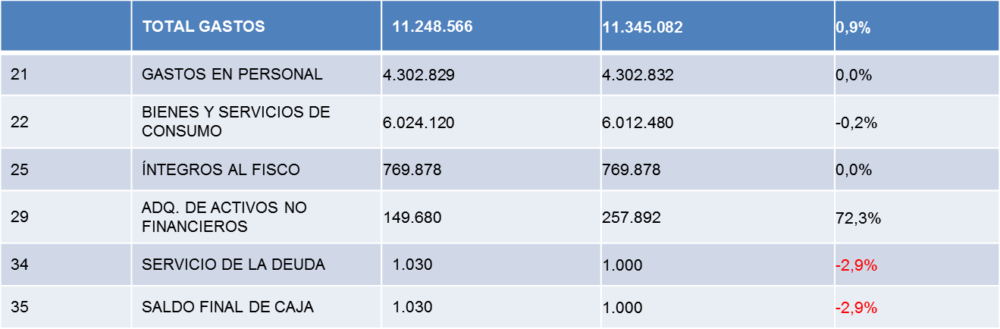 TOTAL GASTOS 11.248.566 11.345.082 0,9%
21 GASTOS EN PERSONAL 4.302.829 4.302.832 0,0%
22 BIENES Y SERVICIOS DE
CONSUMO 6.024.120 6.012.480 -0,2%
25 ÍNTEGROS AL FISCO 769.878 769.878 0,0%
29 ADQ. DE ACTIVOS NO
FINANCIEROS 149.680 257.892 72,3%
34 SERVICIO DE LA DEUDA 1.030 1.000 -2,9%
35 SALDO FINAL DE CAJA 1.030 1.000 -2,9%